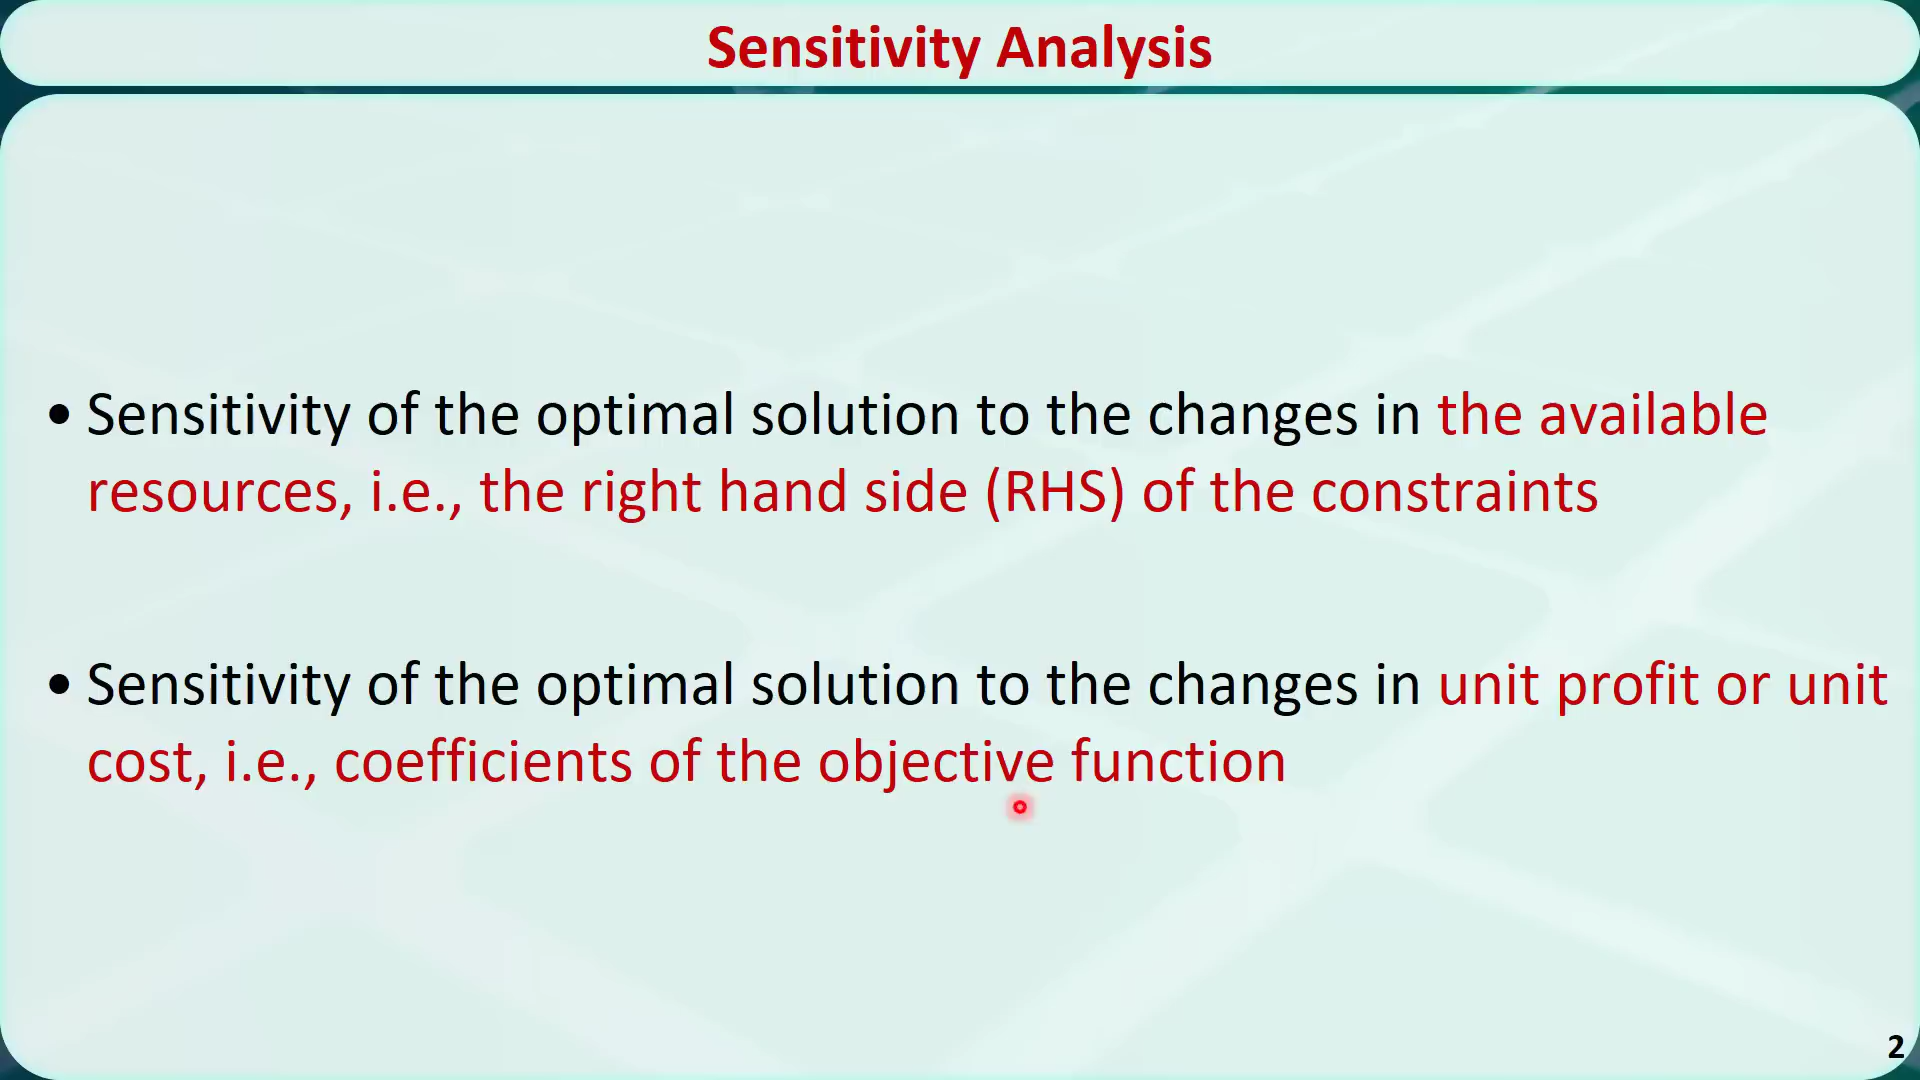 Sensitivity Analysis
• Sensitivity of the optimal solution to the changes in the available
resources, i.e., the right hand side (RHS) of the constraints
• Sensitivity of the optimal solution to the changes in unit profit or unit
cost, i.e., coefficients of the objective function
2